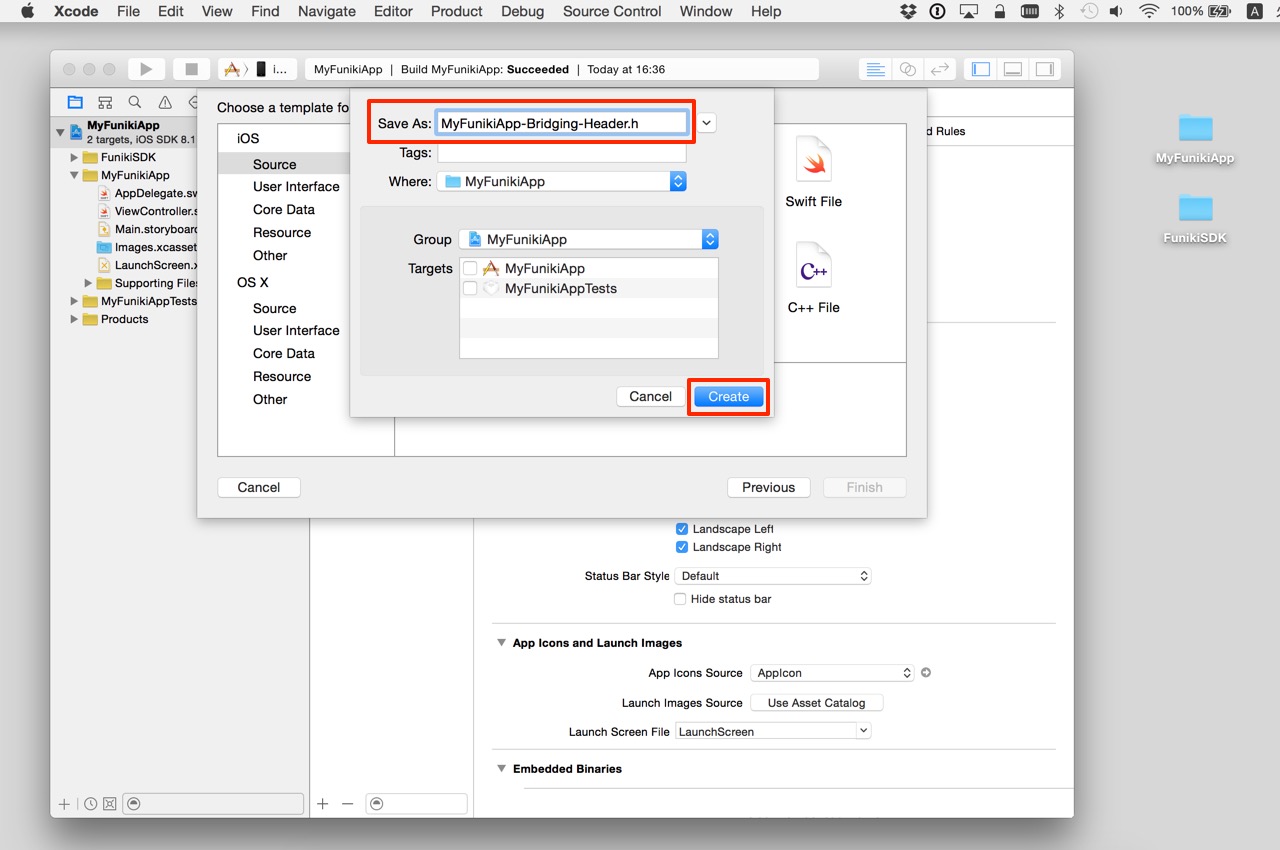 Xcode File Edit View Find Navigate Editor Product Debug Source Control Window Help 100% A
i... MyFunikiApp | Build MyFunikiApp: Succeeded | Today at 16:36
MyFunikiApp
2 targets, iOS SDK 8.1
FunikiSDK
MyFunikiApp
AppDelegate.sw
ViewController.s
Main.storyboard
Images.xcasset
LaunchScreen.x
Supporting Files
MyFunikiAppTests
Products
Choose a template fo
iOS
Source
User Interface
Core Data
Resource
Other
OS X
Source
User Interface
Core Data
Resource
Other
Save As: MyFunikiApp-Bridging-Header.h
Tags:
Where: MyFunikiApp
Group MyFunikiApp
Targets MyFunikiApp
MyFunikiAppTests
Cancel Create
Swift File
C++
C++ File
d Rules
Cancel Previous Finish
Landscape Left
Landscape Right
Status Bar Style Default
Hide status bar
App Icons and Launch Images
App Icons Source AppIcon
Launch Images Source Use Asset Catalog
Launch Screen File LaunchScreen
Embedded Binaries
MyFunikiApp
FunikiSDK